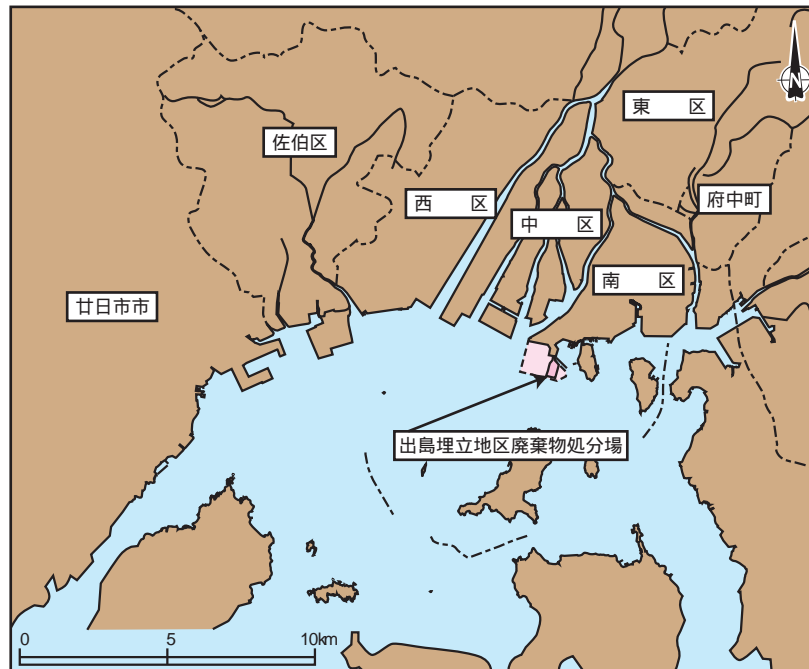 N
東 区
佐伯区
西 区
府中町
中 区
南 区
廿日市市
出島埋立地区廃棄物処分場
0 5 10km